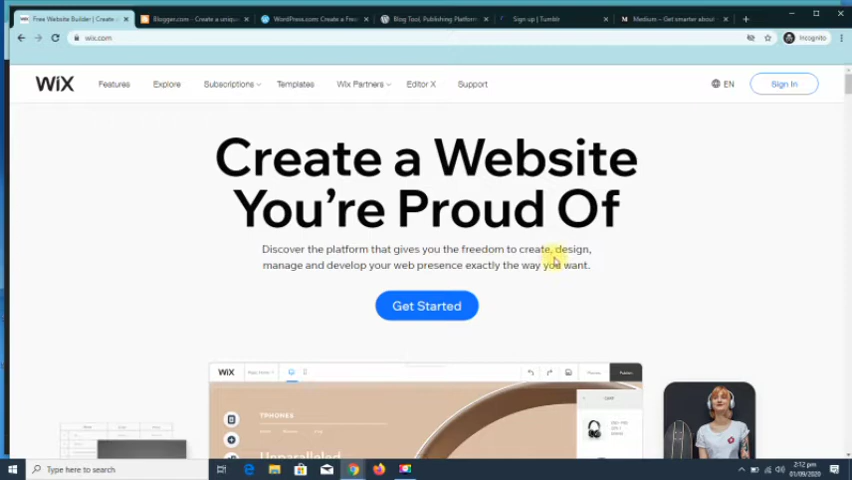 Free Website Builder | Create a
Blogger.com - Create a unique
WordPress.com: Create a Free
Blog Tool, Publishing Platform
Sign up | Tumblr
Medium – Get smarter about
wix.com
Incognito
WiX
Features
Explore
Subscriptions
Templates
Wix Partners
Editor X
Support
EN
Sign In
Create a Website
You're Proud Of
Discover the platform that gives you the freedom to create, design,
manage and develop your web presence exactly the way you want.
Get Started
WiX
TPHONES
Unparalleled
Type here to search
2:12 pm
01/09/2020